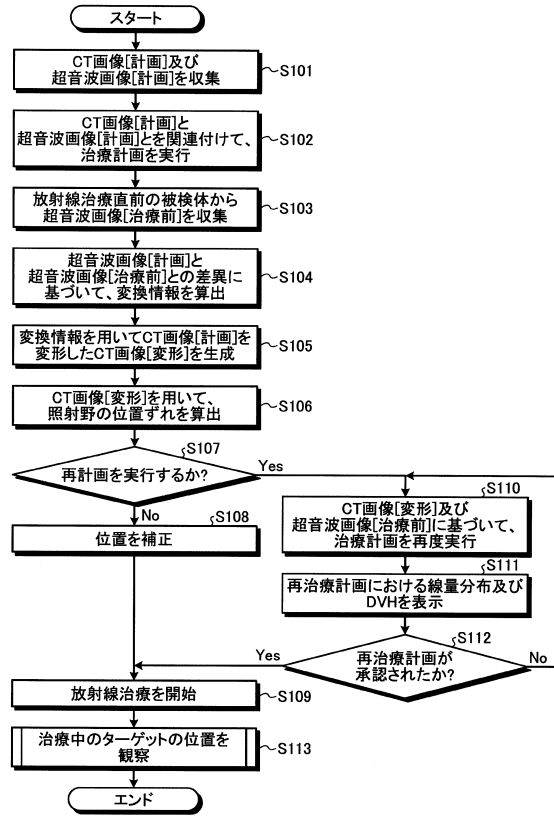 スタート
CT画像[計画]及び
超音波画像[計画]を収集
S101
CT画像[計画]と
超音波画像[計画]とを関連付けて、
治療計画を実行
S102
放射線治療直前の被検体から
超音波画像[治療前]を収集
S103
超音波画像[計画]と
超音波画像[治療前]との差異に
基づいて、変換情報を算出
S104
変換情報を用いてCT画像[計画]を
変形したCT画像[変形]を生成
S105
CT画像[変形]を用いて、
照射野の位置ずれを算出
S106
S107
再計画を実行するか?
Yes
No
S108
位置を補正
S110
CT画像[変形]及び
超音波画像[治療前]に基づいて、
治療計画を再度実行
S111
再治療計画における線量分布及び
DVHを表示
S112
再治療計画が
承認されたか?
Yes
No
放射線治療を開始
S109
治療中のターゲットの位置を
観察
S113
エンド